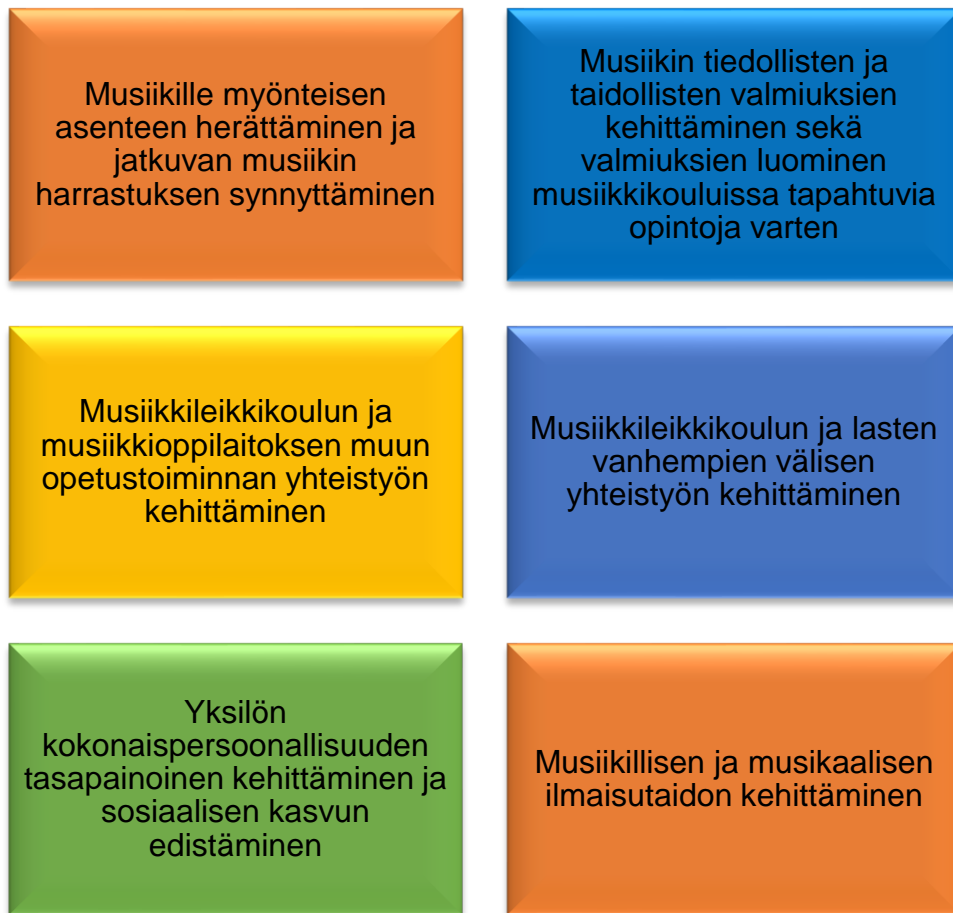 Musiikille myönteisen
asenteen herättäminen ja
jatkuvan musiikin
harrastuksen synnyttäminen
Musiikin tiedollisten ja
taidollisten valmiuksien
kehittäminen sekä
valmiuksien luominen
musiikkikouluissa tapahtuvia
opintoja varten
Musiikkileikkikoulun ja
musiikkioppilaitoksen muun
opetustoiminnan yhteistyön
kehittäminen
Musiikkileikkikoulun ja lasten
vanhempien välisen
yhteistyön kehittäminen
Yksilön
kokonaispersoonallisuuden
tasapainoinen kehittäminen ja
sosiaalisen kasvun
edistäminen
Musiikillisen ja musikaalisen
ilmaisutaidon kehittäminen